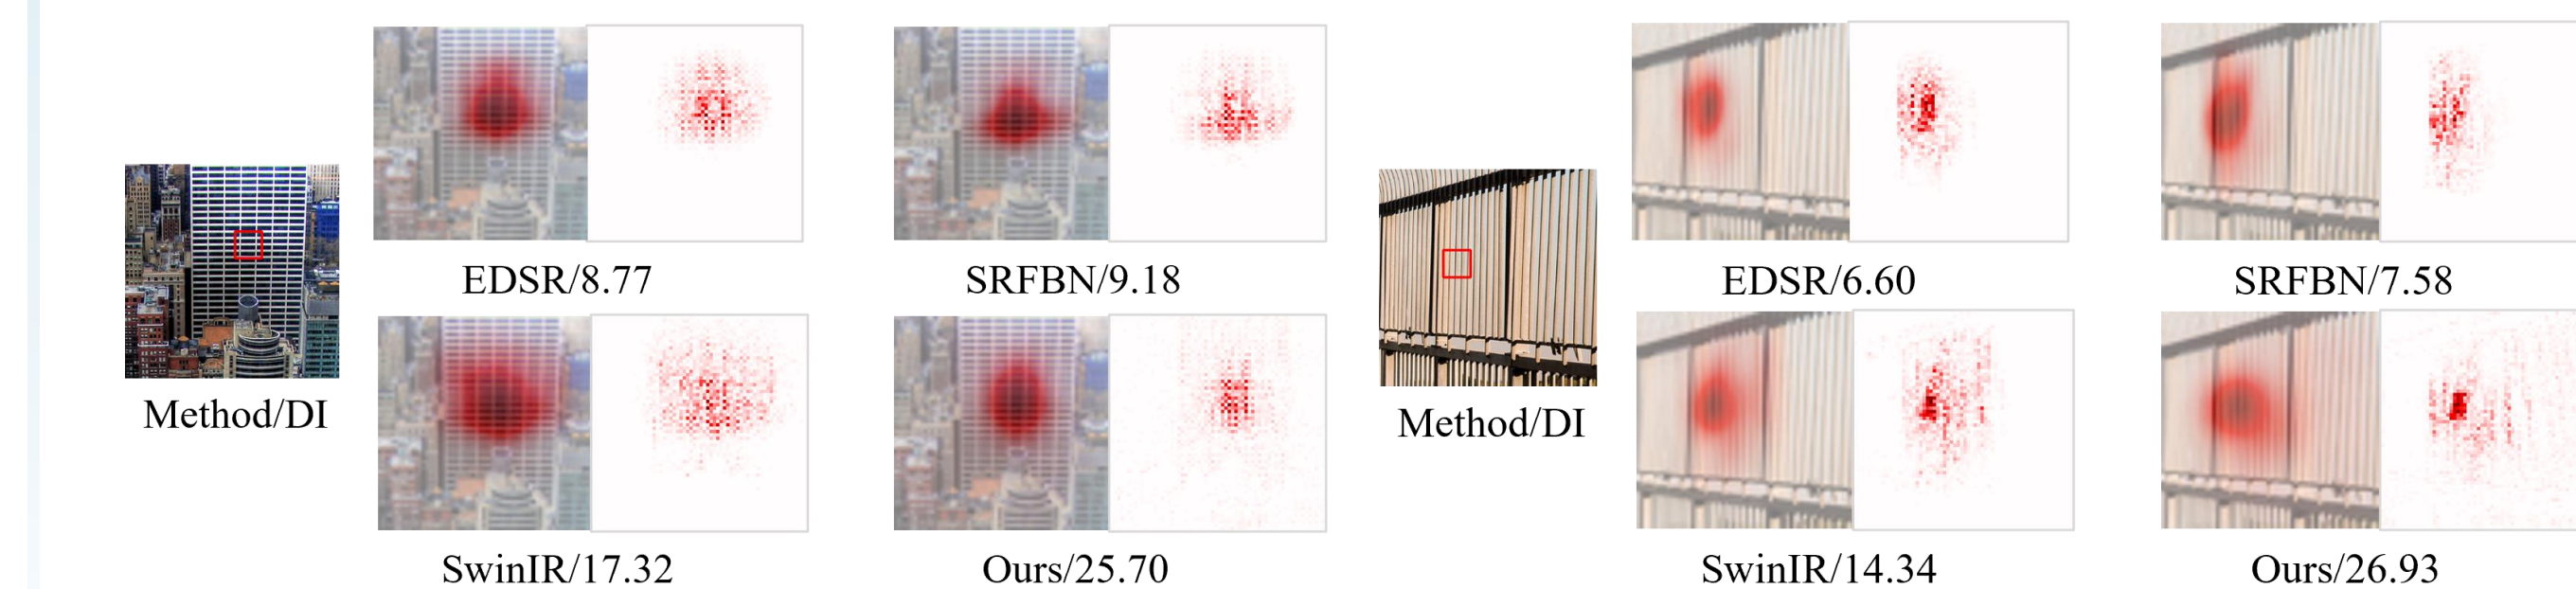 EDSR/8.77
SRFBN/9.18
Method/DI
SwinIR/17.32
Ours/25.70
EDSR/6.60
SRFBN/7.58
Method/DI
SwinIR/14.34
Ours/26.93